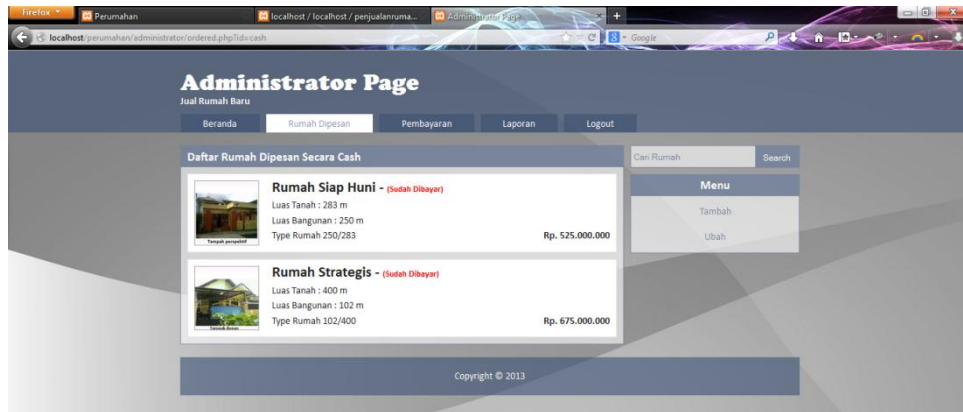 Firefox
Perumahan
localhost / localhost / penjualanruma...
Administrator Page
localhost/perumahan/administrator/ordered.php?id=cash
Google
Administrator Page
Jual Rumah Baru
Beranda
Rumah Dipesan
Pembayaran
Laporan
Logout
Daftar Rumah Dipesan Secara Cash
Cari Rumah
Search
Rumah Siap Huni - (Sudah Dibayar)
Luas Tanah : 283 m
Luas Bangunan : 250 m
Type Rumah 250/283
Rp. 525.000.000
Tampak perspektif
Menu
Tambah
Ubah
Rumah Strategis - (Sudah Dibayar)
Luas Tanah : 400 m
Luas Bangunan : 102 m
Type Rumah 102/400
Rp. 675.000.000
Tampak depan
Copyright © 2013